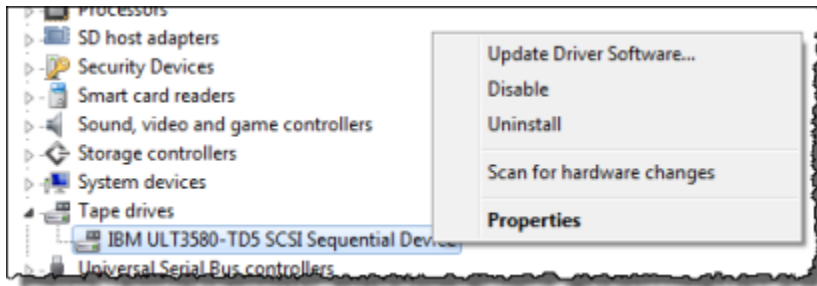 Processors
SD host adapters
Security Devices
Smart card readers
Sound, video and game controllers
Storage controllers
System devices
Tape drives
IBM ULT3580-TD5 SCSI Sequential Device
Universal Serial Bus controllers
Update Driver Software...
Disable
Uninstall
Scan for hardware changes
Properties